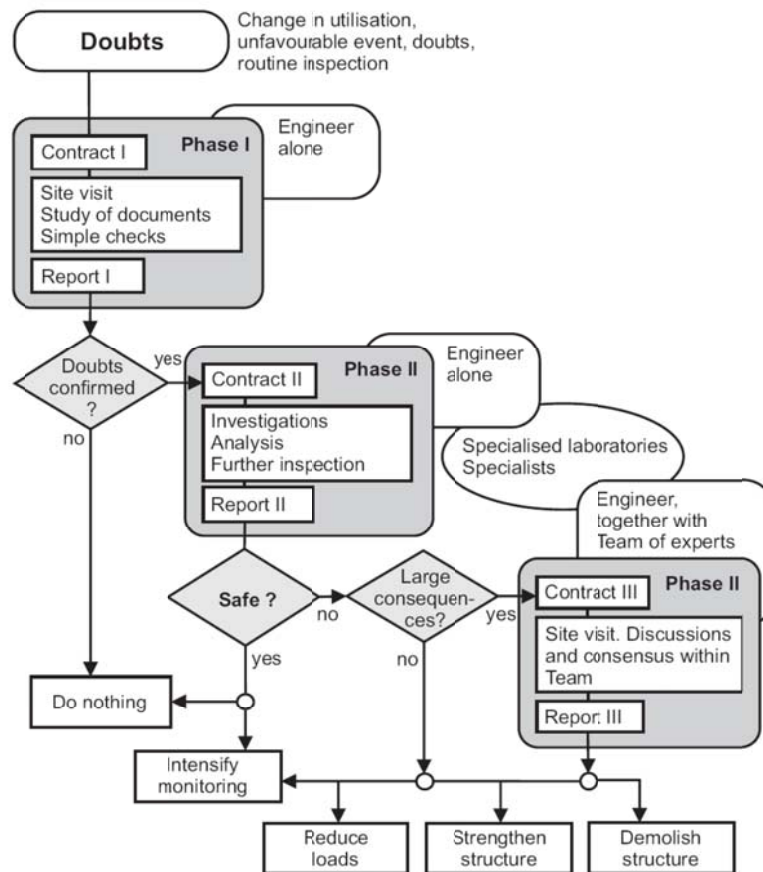 Doubts
Change in utilisation,
unfavourable event, doubts,
routine inspection
Phase I
Engineer
alone
Contract I
Site visit
Study of documents
Simple checks
Report I
Doubts
confirmed
?
yes
no
Phase II
Engineer
alone
Contract II
Investigations
Analysis
Further inspection
Report II
Specialised laboratories
Specialists
Engineer,
together with
Team of experts
Safe ?
no
yes
Large
consequen-
ces?
yes
no
Phase II
Contract III
Site visit. Discussions
and consensus within
Team
Report III
Do nothing
Intensify
monitoring
Reduce
loads
Strengthen
structure
Demolish
structure